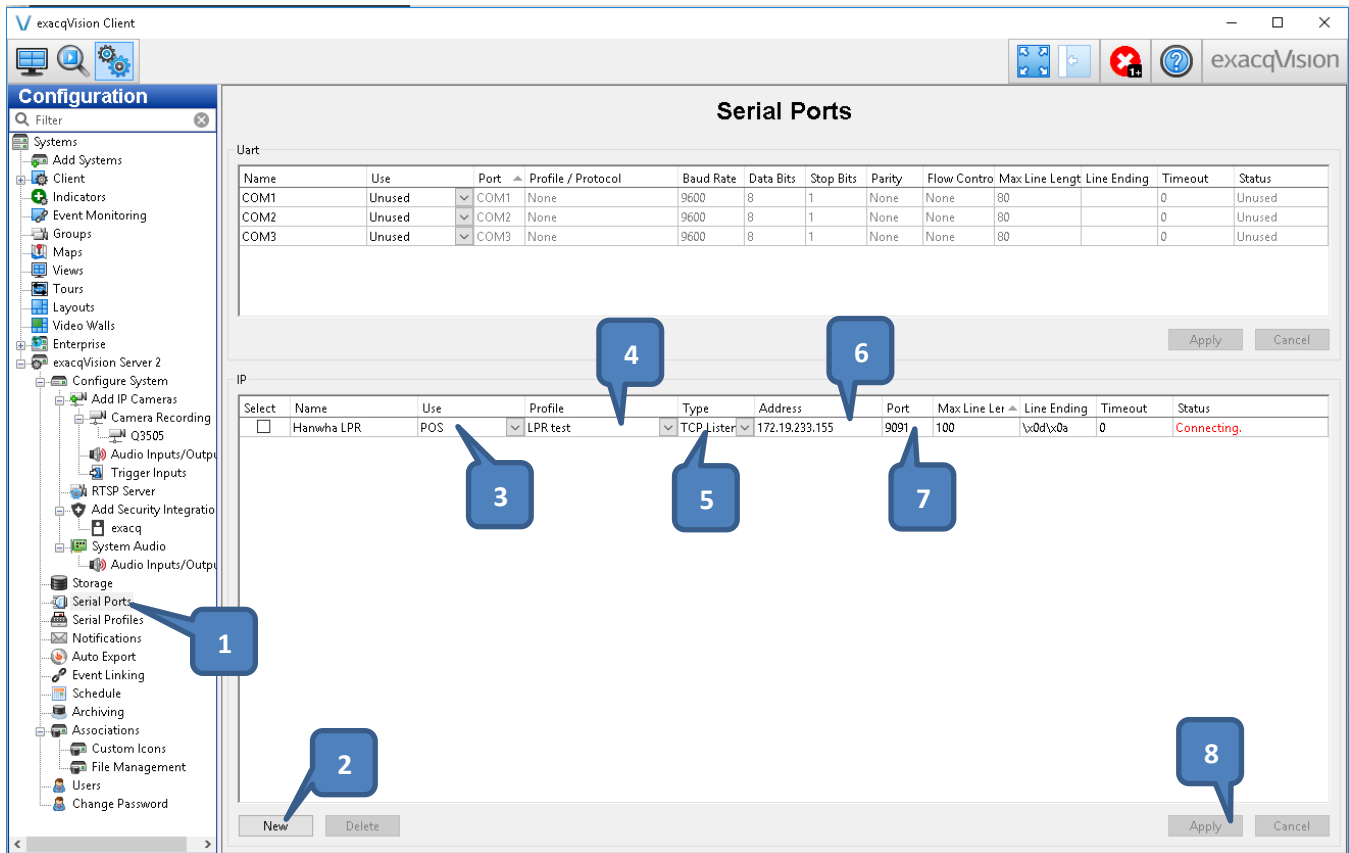 exacqVision Client
exacqVision
Configuration
Filter
Systems
Add Systems
Client
Indicators
Event Monitoring
Groups
Maps
Views
Tours
Layouts
Video Walls
Enterprise
exacqVision Server 2
Configure System
Add IP Cameras
Camera Recording
Q3505
Audio Inputs/Outpu
Trigger Inputs
RTSP Server
Add Security Integratio
exacq
System Audio
Audio Inputs/Outpu
Storage
Serial Ports
Serial Profiles
Notifications
Auto Export
Event Linking
Schedule
Archiving
Associations
Custom Icons
File Management
Users
Change Password
1+
Serial Ports
Uart
Name Use Port Profile / Protocol Baud Rate Data Bits Stop Bits Parity Flow Contro Max Line Lengt Line Ending Timeout Status
COM1 Unused COM1 None 9600 8 1 None None 80 0 Unused
COM2 Unused COM2 None 9600 8 1 None None 80 0 Unused
COM3 Unused COM3 None 9600 8 1 None None 80 0 Unused
Apply Cancel
4
6
IP
Select Name Use Profile Type Address Port Max Line Ler Line Ending Timeout Status
Hanwha LPR POS LPR test TCP Lister 172.19.233.155 9091 100 \x0d\x0a 0 Connecting.
3
5
7
1
2
8
New Delete
Apply Cancel